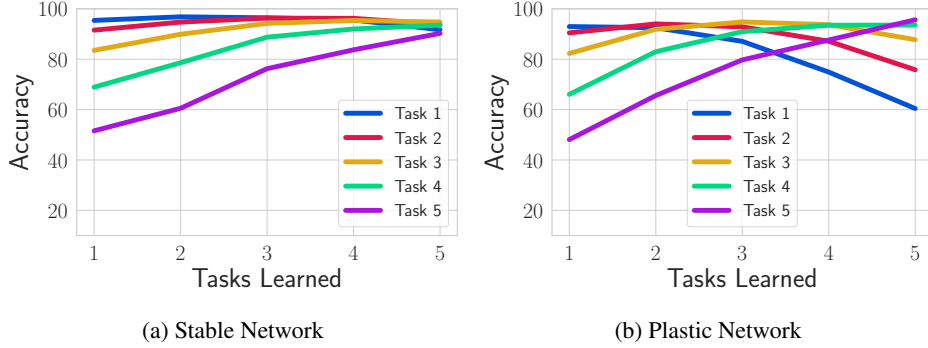 100
80
60
40
20
Accuracy
1 2 3 4 5
Tasks Learned
Task 1
Task 2
Task 3
Task 4
Task 5
(a) Stable Network
100
80
60
40
20
Accuracy
1 2 3 4 5
Tasks Learned
Task 1
Task 2
Task 3
Task 4
Task 5
(b) Plastic Network